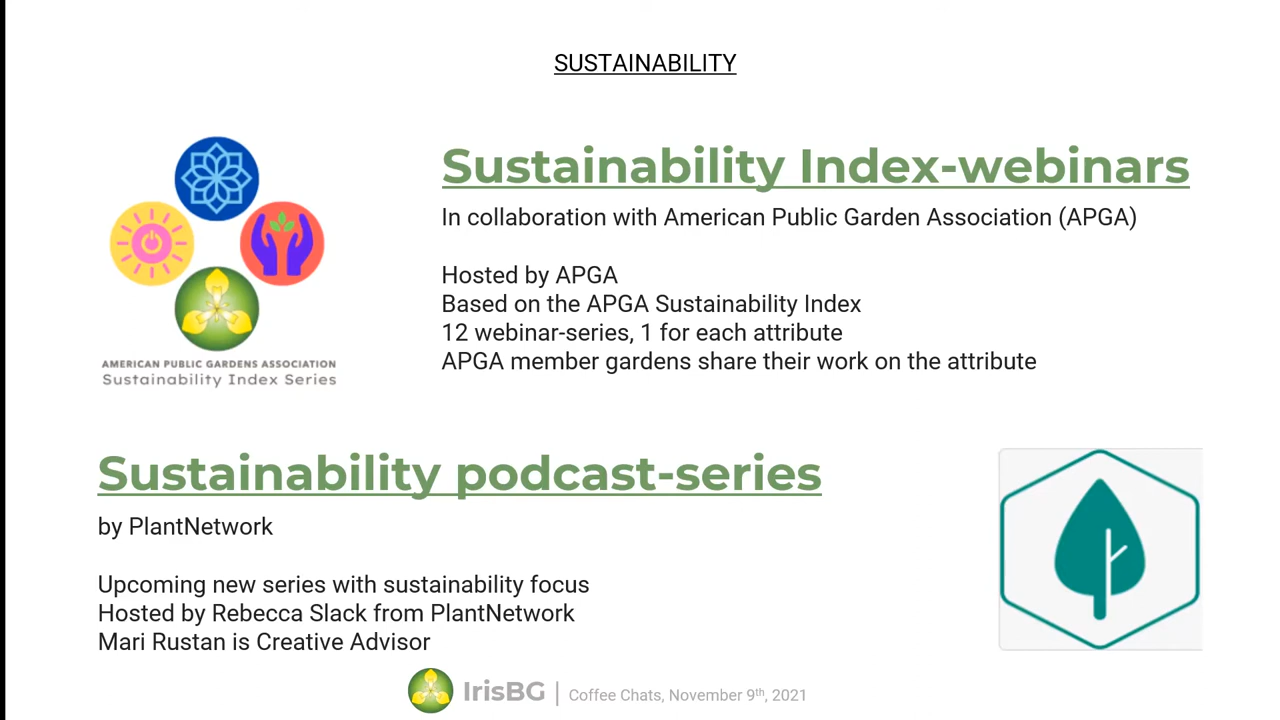 SUSTAINABILITY
Sustainability Index-webinars
In collaboration with American Public Garden Association (APGA)
Hosted by APGA
Based on the APGA Sustainability Index
12 webinar-series, 1 for each attribute
APGA member gardens share their work on the attribute
AMERICAN PUBLIC GARDENS ASSOCIATION
Sustainability Index Series
Sustainability podcast-series
by PlantNetwork
Upcoming new series with sustainability focus
Hosted by Rebecca Slack from PlantNetwork
Mari Rustan is Creative Advisor
IrisBG | Coffee Chats, November 9th, 2021